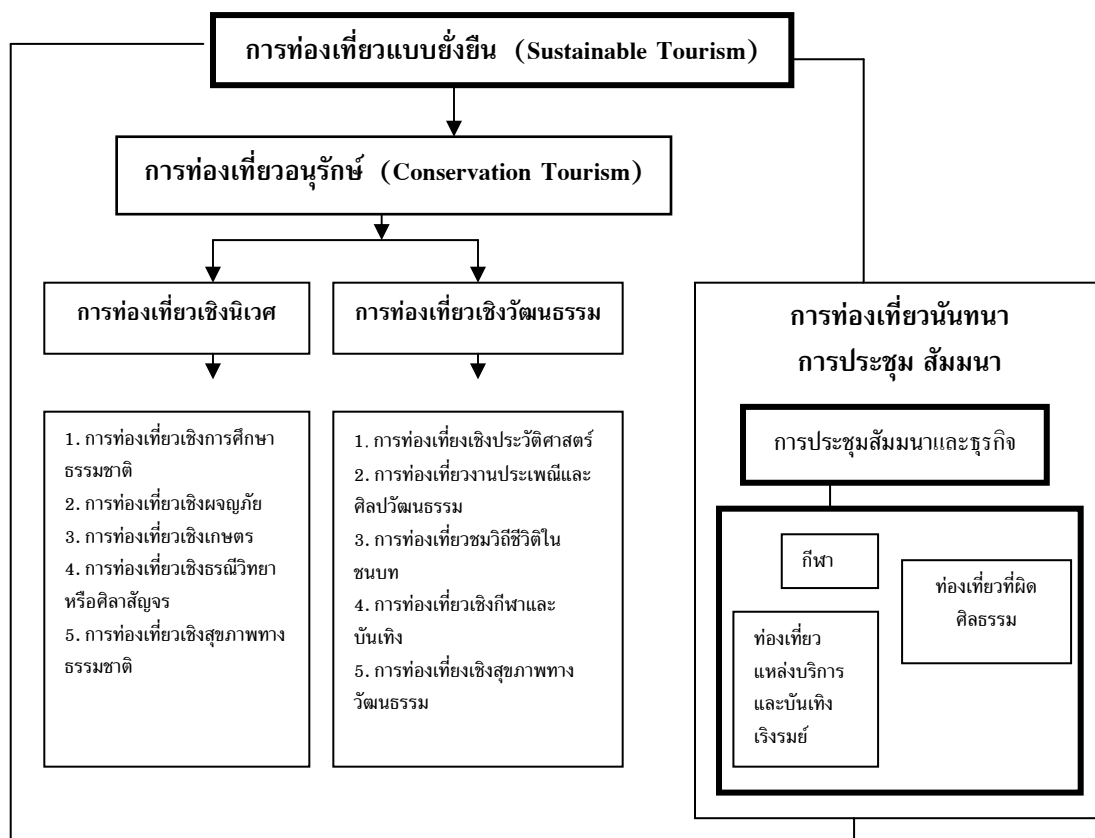 การท่องเที่ยวแบบยั่งยืน (Sustainable Tourism)
การท่องเที่ยวอนุรักษ์ (Conservation Tourism)
การท่องเที่ยวเชิงนิเวศ
การท่องเที่ยวเชิงวัฒนธรรม
1. การท่องเที่ยวเชิงการศึกษา
ธรรมชาติ
2. การท่องเที่ยวเชิงผจญภัย
3. การท่องเที่ยวเชิงเกษตร
4. การท่องเที่ยวเชิงธรณีวิทยา
หรือศิลาสัญจร
5. การท่องเที่ยวเชิงสุขภาพทาง
ธรรมชาติ
1. การท่องเที่ยงเชิงประวัติศาสตร์
2. การท่องเที่ยวงานประเพณีและ
ศิลปวัฒนธรรม
3. การท่องเที่ยวชมวิถีชีวิติใน
ชนบท
4. การท่องเที่ยวเชิงกีฬาและ
บันเทิง
5. การท่องเที่ยงเชิงสุขภาพทาง
วัฒนธรรม
การท่องเที่ยวนันทนา
การประชุม สัมมนา
การประชุมสัมมนาและธุรกิจ
กีฬา
ท่องเที่ยวที่ผิด
ศิลธรรม
ท่องเที่ยว
แหล่งบริการ
และบันเทิง
เริงรมย์